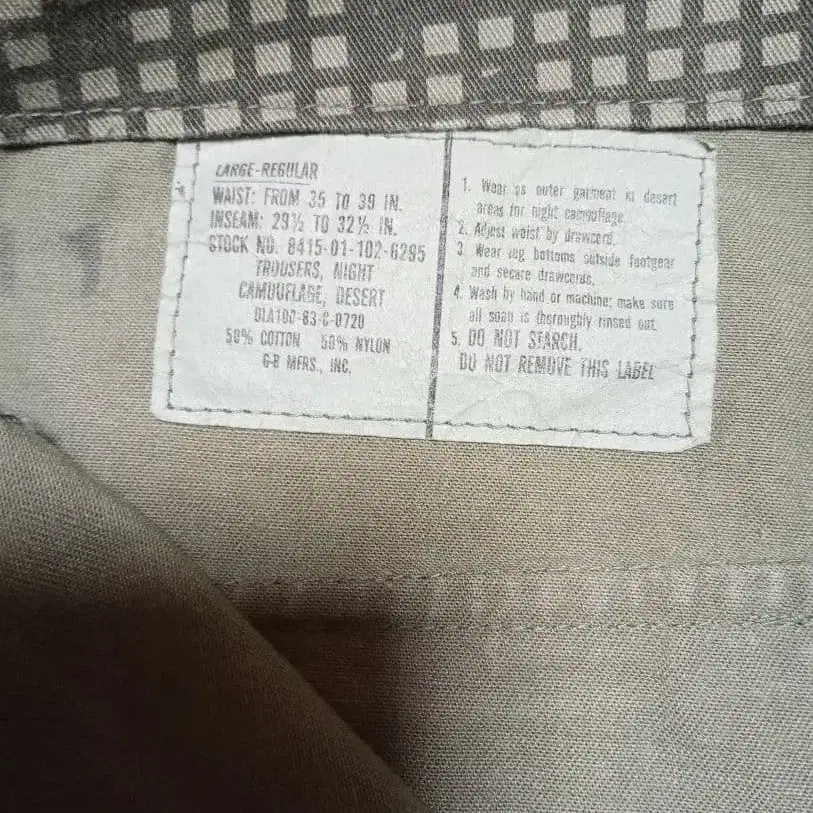 LARGE-REGULAR
WAIST: FROM 35 TO 39 IN.
INSEAM: 29½ TO 32½ IN.
STOCK NO. 8415-01-102-6295
TROUSERS, NIGHT
CAMOUFLAGE, DESERT
DLA100-83-C-0720
50% COTTON 50% NYLON
G-B MFRS., INC.
1. Wear as outer garment in desert
areas for night camouflage.
2. Adjust waist by drawcord.
3. Wear leg bottoms outside footgear
and secure drawcords.
4. Wash by hand or machine; make sure
all soap is thoroughly rinsed out.
5. DO NOT STARCH.
DO NOT REMOVE THIS LABEL